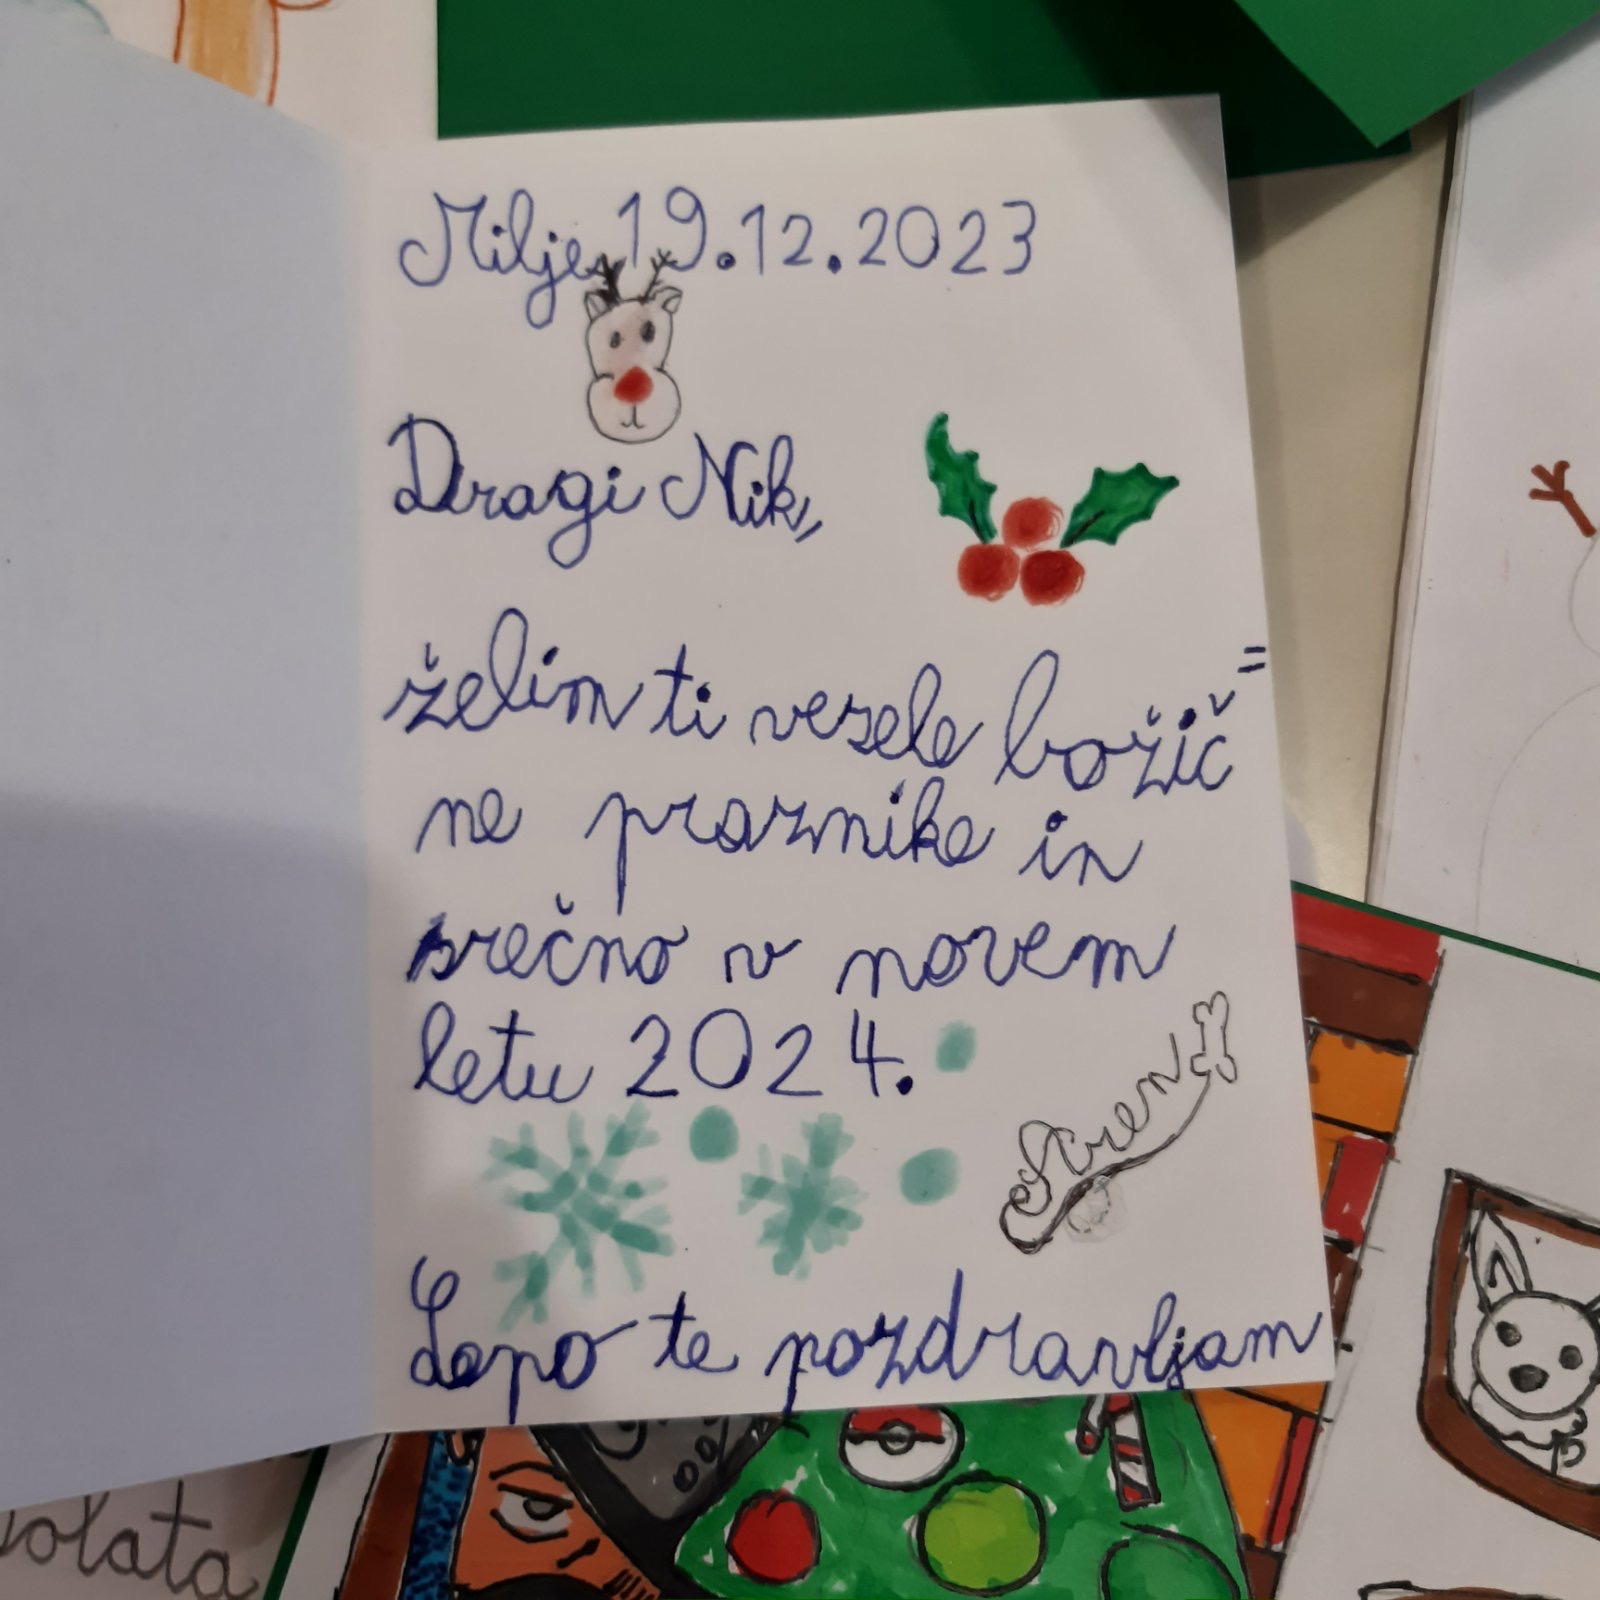 Milje, 19.12.2023
Dragi Nik,
želim ti vesele božič=
ne praznike in
srečno v novem
letu 2024.
Lepo te pozdravljam